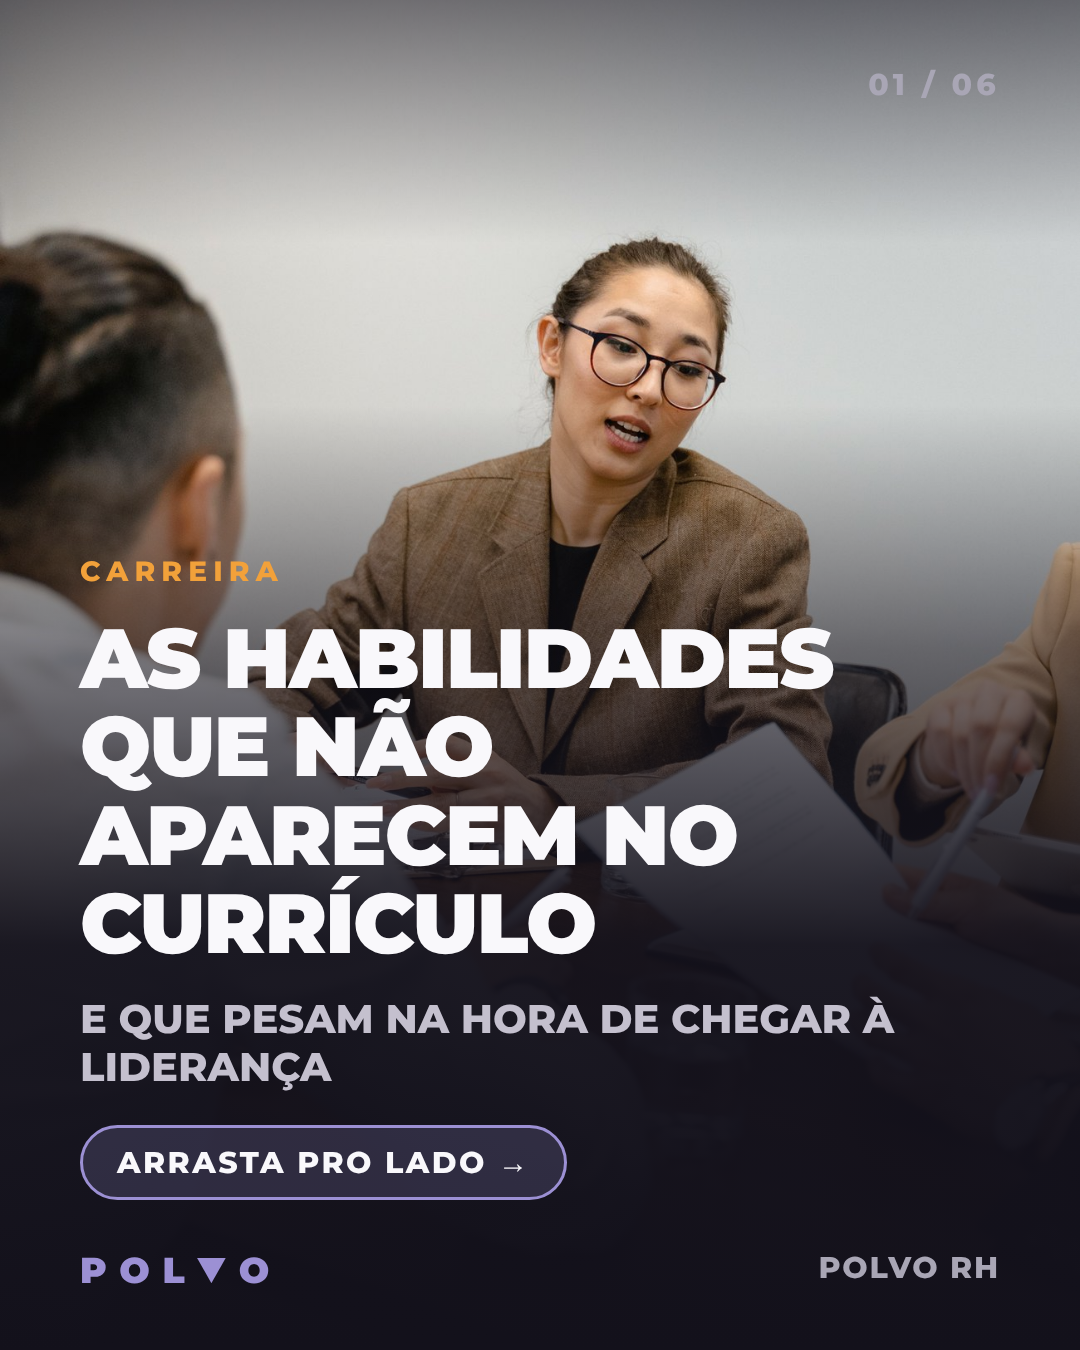 01 / 06
CARREIRA
AS HABILIDADES
QUE NÃO
APARECEM NO
CURRÍCULO
E QUE PESAM NA HORA DE CHEGAR À
LIDERANÇA
ARRASTA PRO LADO →
POLVO
POLVO RH